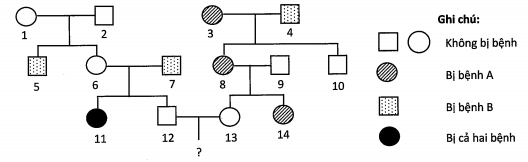 Ghi chú:
1 2 3 4 Không bị bệnh
5 6 7 8 9 10 Bị bệnh A
Bị bệnh B
11 12 13 14 Bị cả hai bệnh
?